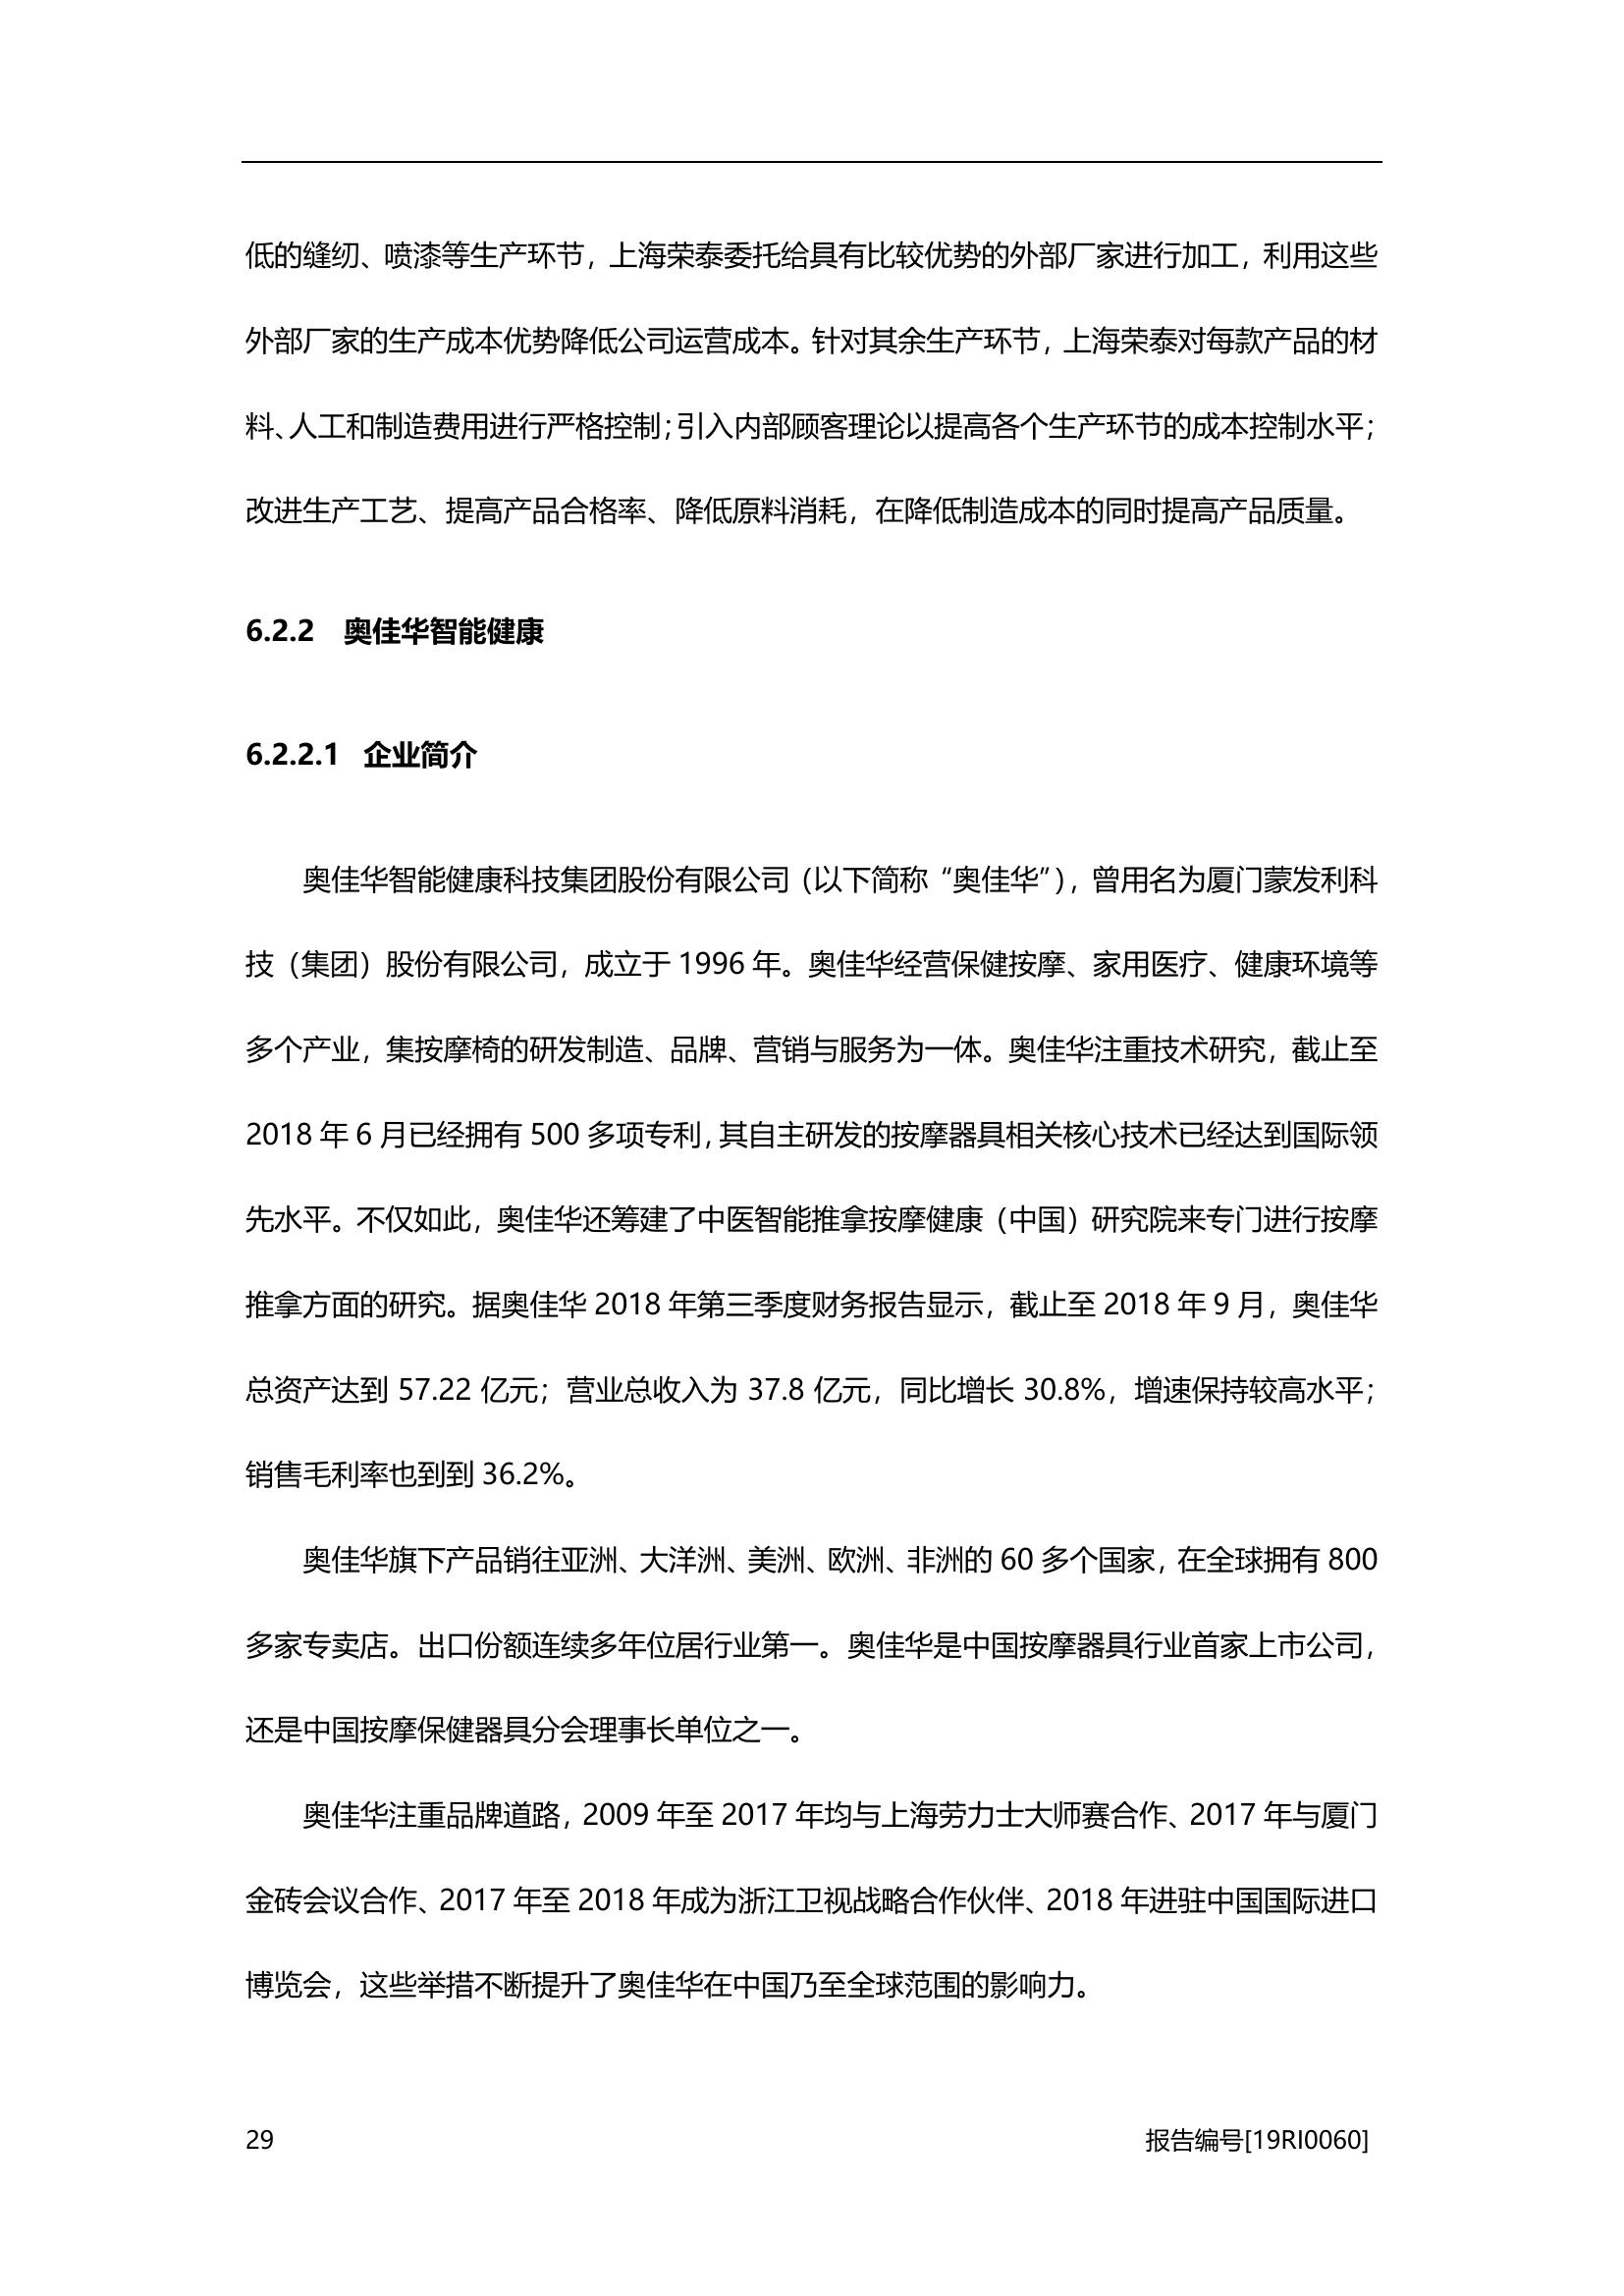 低的缝纫、喷漆等生产环节，上海荣泰委托给具有比较优势的外部厂家进行加工，利用这些
外部厂家的生产成本优势降低公司运营成本。针对其余生产环节，上海荣泰对每款产品的材
料、人工和制造费用进行严格控制；引入内部顾客理论以提高各个生产环节的成本控制水平；
改进生产工艺、提高产品合格率、降低原料消耗，在降低制造成本的同时提高产品质量。
6.2.2 奥佳华智能健康
6.2.2.1 企业简介
奥佳华智能健康科技集团股份有限公司（以下简称“奥佳华”），曾用名为厦门蒙发利科
技（集团）股份有限公司，成立于 1996 年。奥佳华经营保健按摩、家用医疗、健康环境等
多个产业，集按摩椅的研发制造、品牌、营销与服务为一体。奥佳华注重技术研究，截止至
2018 年 6 月已经拥有 500 多项专利，其自主研发的按摩器具相关核心技术已经达到国际领
先水平。不仅如此，奥佳华还筹建了中医智能推拿按摩健康（中国）研究院来专门进行按摩
推拿方面的研究。据奥佳华 2018 年第三季度财务报告显示，截止至 2018 年 9 月，奥佳华
总资产达到 57.22 亿元；营业总收入为 37.8 亿元，同比增长 30.8%，增速保持较高水平；
销售毛利率也到到 36.2%。
奥佳华旗下产品销往亚洲、大洋洲、美洲、欧洲、非洲的 60 多个国家，在全球拥有 800
多家专卖店。出口份额连续多年位居行业第一。奥佳华是中国按摩器具行业首家上市公司，
还是中国按摩保健器具分会理事长单位之一。
奥佳华注重品牌道路，2009 年至 2017 年均与上海劳力士大师赛合作、2017 年与厦门
金砖会议合作、2017 年至 2018 年成为浙江卫视战略合作伙伴、2018 年进驻中国国际进口
博览会，这些举措不断提升了奥佳华在中国乃至全球范围的影响力。
29 报告编号[19RI0060]